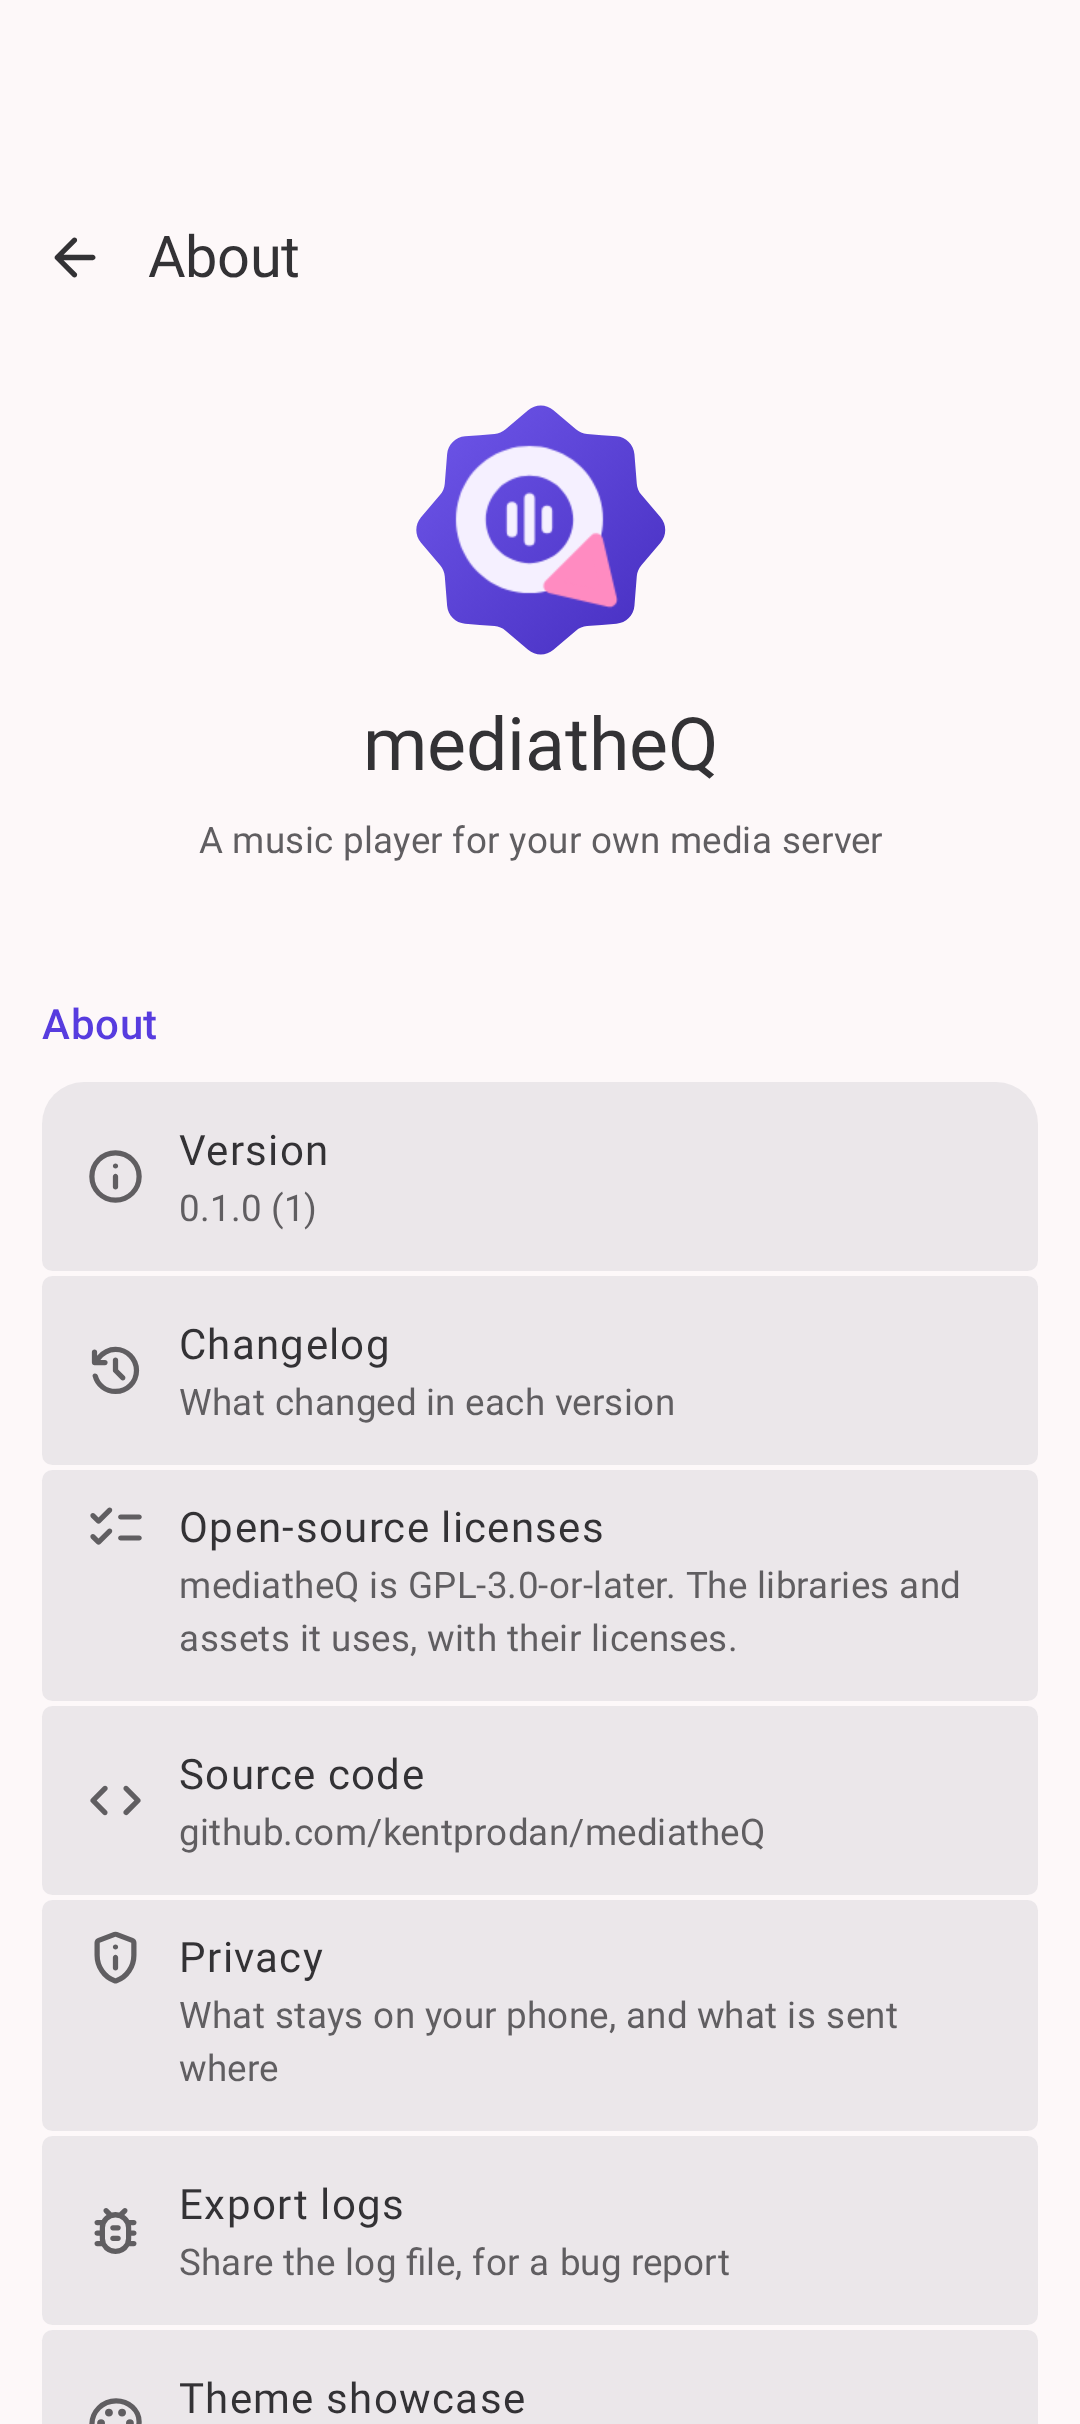 About
mediatheQ
A music player for your own media server
About
Version
0.1.0 (1)
Changelog
What changed in each version
Open-source licenses
mediatheQ is GPL-3.0-or-later. The libraries and
assets it uses, with their licenses.
Source code
github.com/kentprodan/mediatheQ
Privacy
What stays on your phone, and what is sent
where
Export logs
Share the log file, for a bug report
Theme showcase